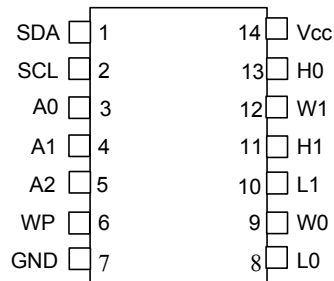 SDA 1 14 Vcc
SCL 2 13 H0
A0 3 12 W1
A1 4 11 H1
A2 5 10 L1
WP 6 9 W0
GND 7 8 L0